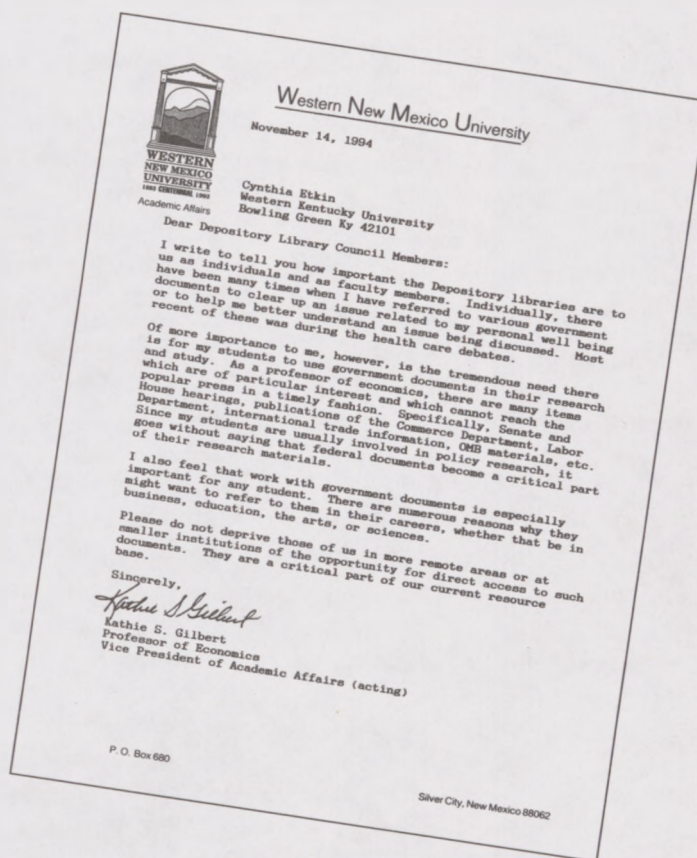 Western New Mexico University
WESTERN
NEW MEXICO
UNIVERSITY
1893 CENTENNIAL 1993
Academic Affairs
November 14, 1994
Cynthia Etkin
Western Kentucky University
Bowling Green Ky 42101
Dear Depository Library Council Members:
I write to tell you how important the Depository libraries are to
us as individuals and as faculty members. Individually, there
have been many times when I have referred to various government
documents to clear up an issue related to my personal well being
or to help me better understand an issue being discussed. Most
recent of these was during the health care debates.
Of more importance to me, however, is the tremendous need there
is for my students to use government documents in their research
and study. As a professor of economics, there are many items
which are of particular interest and which cannot reach the
popular press in a timely fashion. Specifically, Senate and
House hearings, publications of the Commerce Department, Labor
Department, international trade information, OMB materials, etc.
Since my students are usually involved in policy research, it
goes without saying that federal documents become a critical part
of their research materials.
I also feel that work with government documents is especially
important for any student. There are numerous reasons why they
might want to refer to them in their careers, whether that be in
business, education, the arts, or sciences.
Please do not deprive those of us in more remote areas or at
smaller institutions of the opportunity for direct access to such
documents. They are a critical part of our current resource
base.
Sincerely,
Kathie S Gilbert
Kathie S. Gilbert
Professor of Economics
Vice President of Academic Affairs (acting)
P. O. Box 680
Silver City, New Mexico 88062